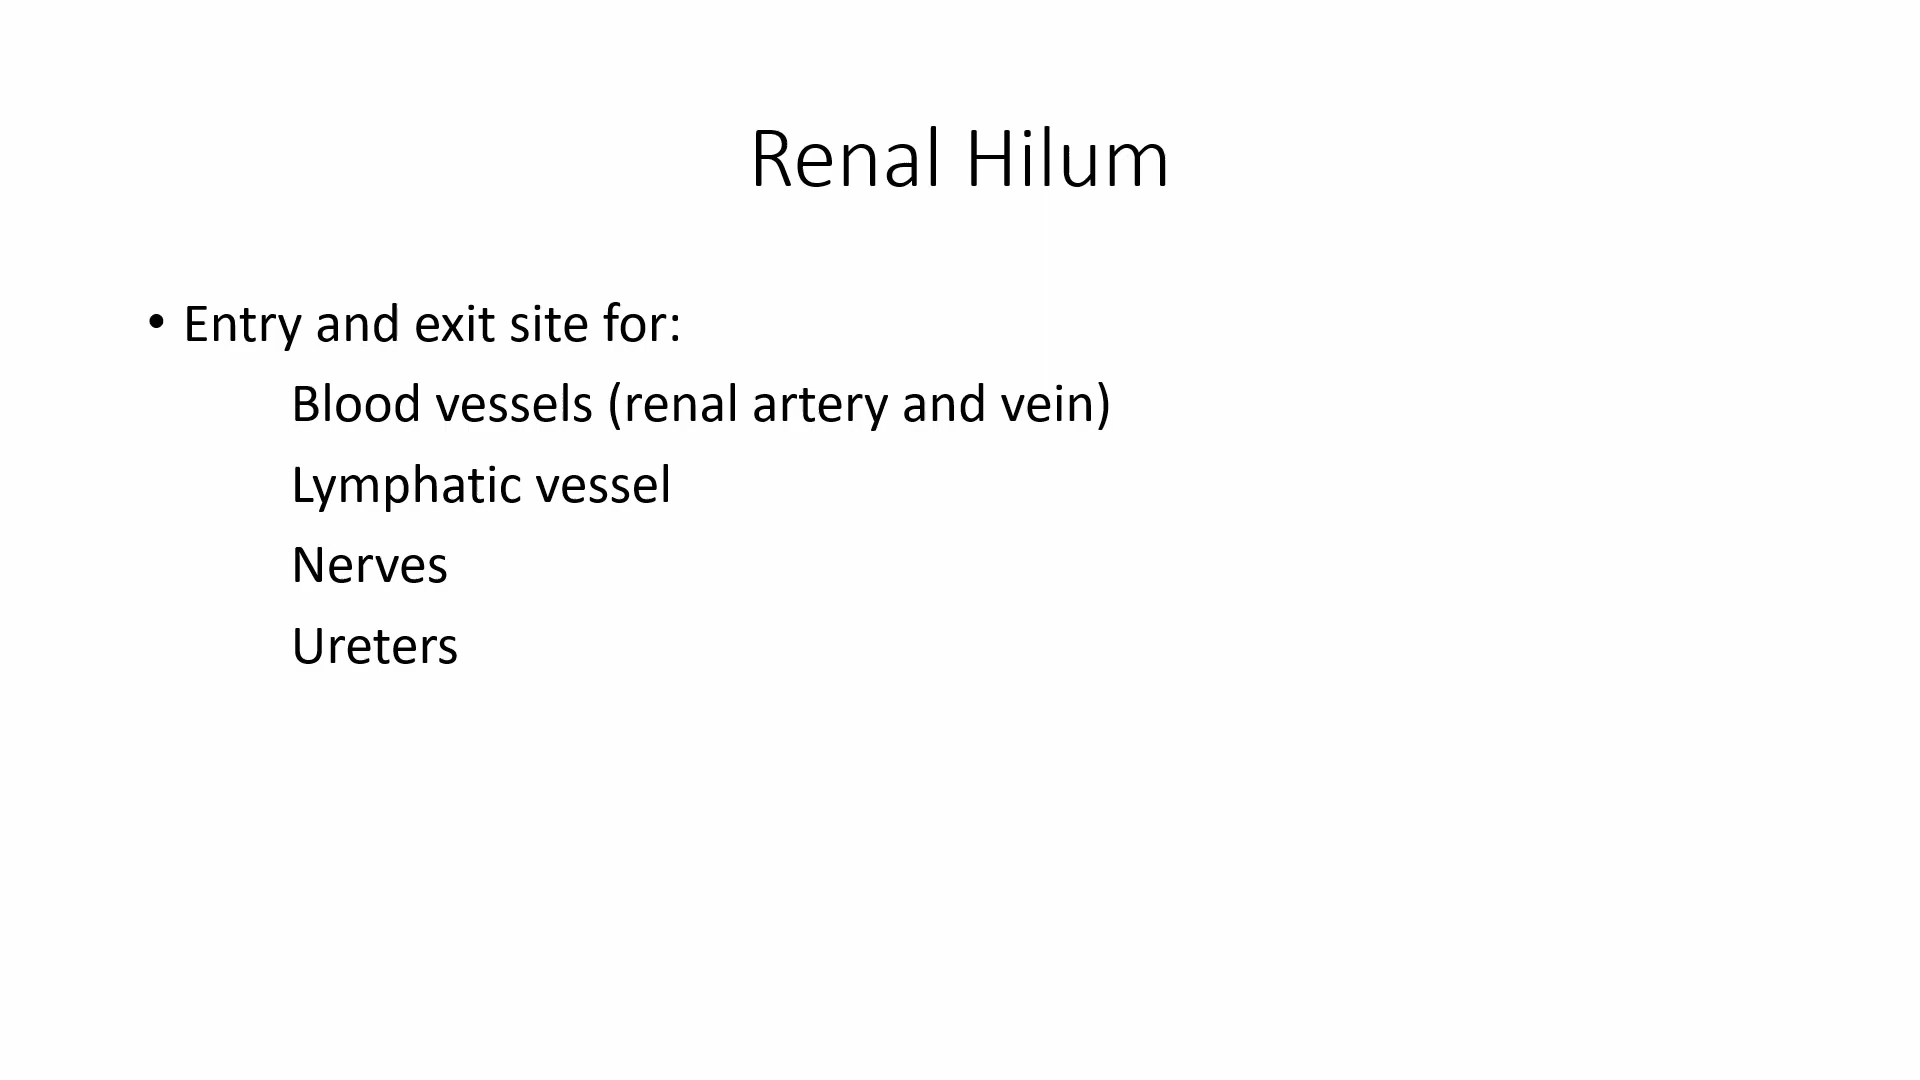 Renal Hilum
• Entry and exit site for:
Blood vessels (renal artery and vein)
Lymphatic vessel
Nerves
Ureters